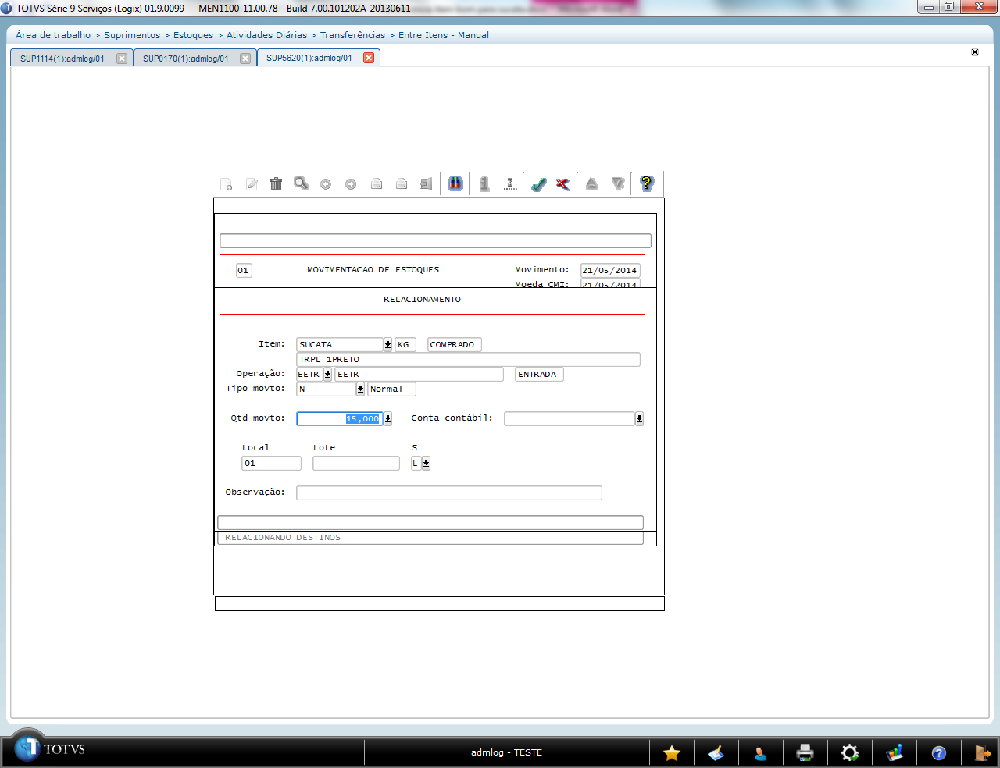 TOTVS Série 9 Serviços (Logix) 01.9.0099 - MEN1100-11.00.78 - Build 7.00.101202A-20130611
Área de trabalho > Suprimentos > Estoques > Atividades Diárias > Transferências > Entre Itens - Manual
SUP1114(1):admlog/01 SUP0170(1):admlog/01 SUP5620(1):admlog/01
01 MOVIMENTACAO DE ESTOQUES Movimento: 21/05/2014
Moeda CMI: 21/05/2014
RELACIONAMENTO
Item: SUCATA KG COMPRADO
TRPL 1PRETO
Operação: EETR EETR ENTRADA
Tipo movto: N Normal
Qtd movto: 15,000 Conta contábil:
Local Lote S
01 L
Observação:
RELACIONANDO DESTINOS
TOTVS admlog - TESTE